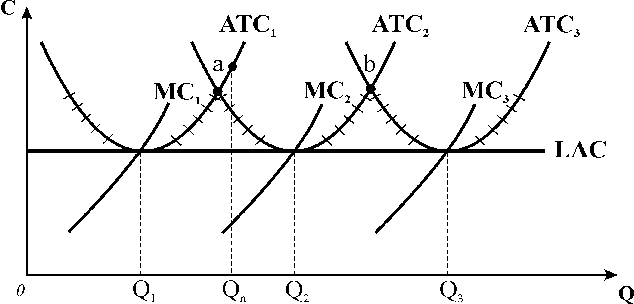 C
ATC₁
ATC₂
ATC₃
a
b
MC₁
MC₂
MC₃
LAC
0
Q₁
Qₐ
Q₂
Q₃
Q